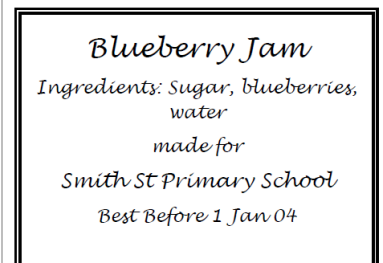 Blueberry Jam
Ingredients: Sugar, blueberries,
water
made for
Smith St Primary School
Best Before 1 Jan 04